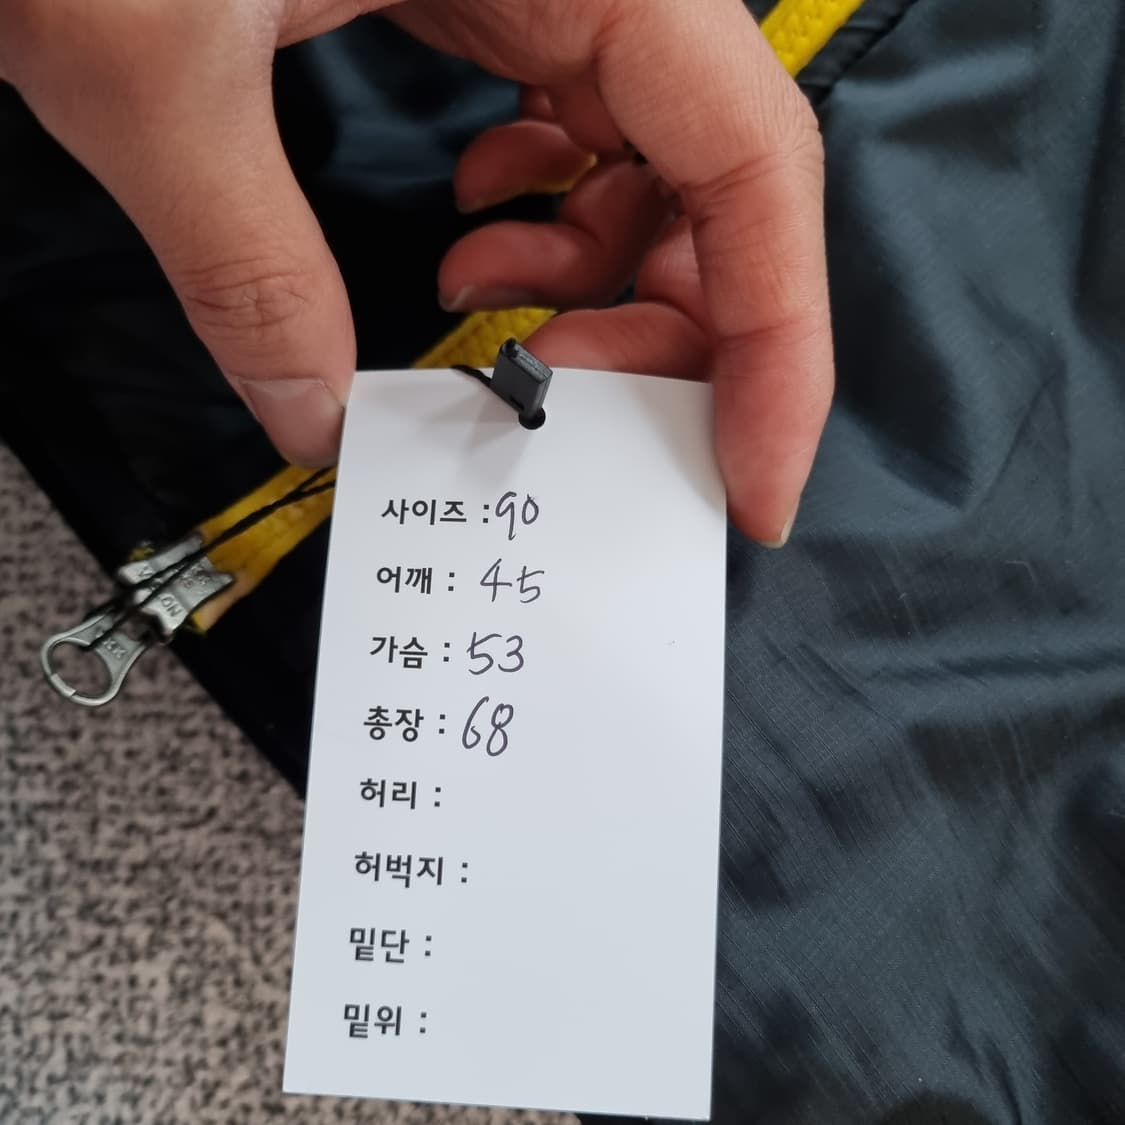 사이즈 :90
어깨 : 45
가슴 : 53
총장 : 68
허리 :
허벅지 :
밑단 :
밑위 :